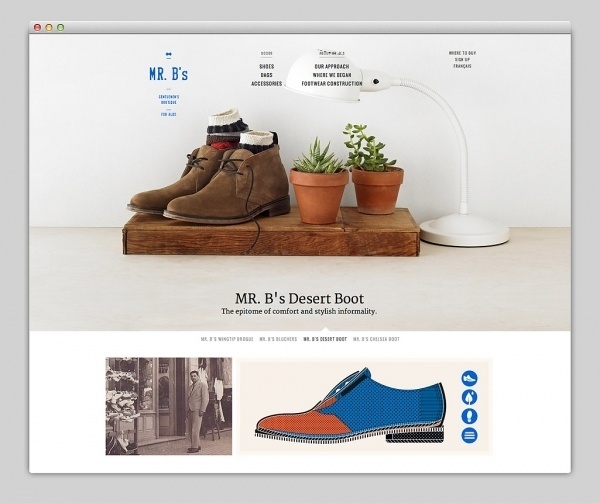 MR. B's
GENTLEMEN'S
BOUTIQUE
FOR ALDO
GOODS
SHOES
BAGS
ACCESSORIES
OUR APPROACH
WHERE WE BEGAN
FOOTWEAR CONSTRUCTION
WHERE TO BUY
SIGN UP
FRANÇAIS
MR. B's Desert Boot
The epitome of comfort and stylish informality.
MR. B'S WINGTIP BROGUE MR. B'S BLUCHERS MR. B'S DESERT BOOT MR. B'S CHELSEA BOOT